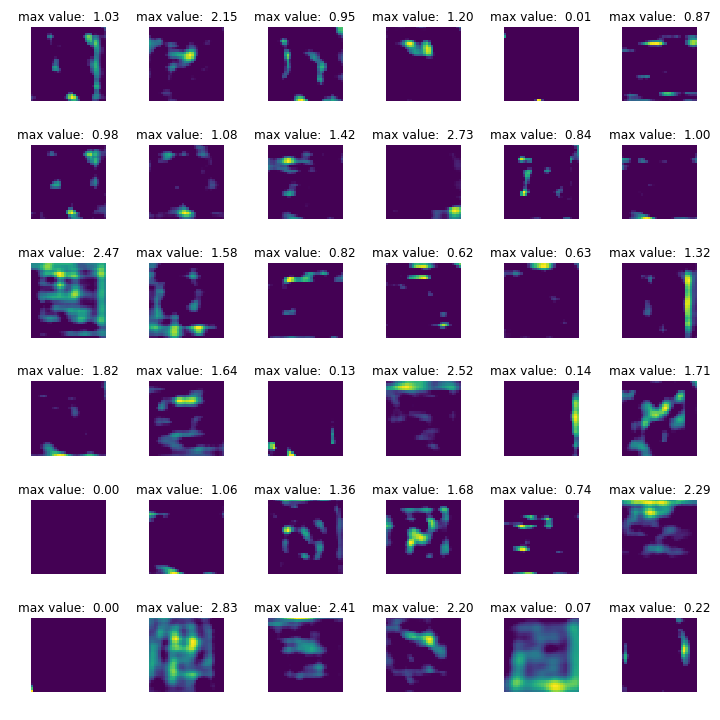 max value: 1.03 max value: 2.15 max value: 0.95 max value: 1.20 max value: 0.01 max value: 0.87
max value: 0.98 max value: 1.08 max value: 1.42 max value: 2.73 max value: 0.84 max value: 1.00
max value: 2.47 max value: 1.58 max value: 0.82 max value: 0.62 max value: 0.63 max value: 1.32
max value: 1.82 max value: 1.64 max value: 0.13 max value: 2.52 max value: 0.14 max value: 1.71
max value: 0.00 max value: 1.06 max value: 1.36 max value: 1.68 max value: 0.74 max value: 2.29
max value: 0.00 max value: 2.83 max value: 2.41 max value: 2.20 max value: 0.07 max value: 0.22